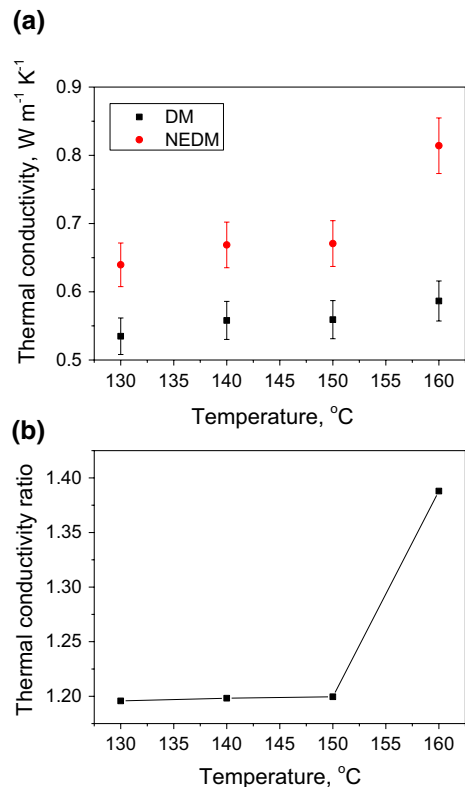 (a)
Thermal conductivity, W m⁻¹ K⁻¹
0.9
0.8
0.7
0.6
0.5
DM
NEDM
130 135 140 145 150 155 160
Temperature, °C
(b)
Thermal conductivity ratio
1.40
1.35
1.30
1.25
1.20
130 135 140 145 150 155 160
Temperature, °C